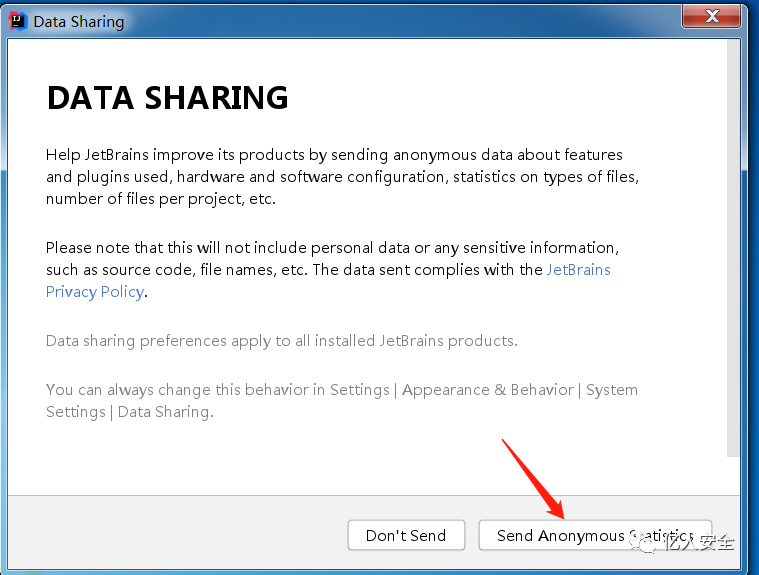 Data Sharing
DATA SHARING
Help JetBrains improve its products by sending anonymous data about features
and plugins used, hardware and software configuration, statistics on types of files,
number of files per project, etc.
Please note that this will not include personal data or any sensitive information,
such as source code, file names, etc. The data sent complies with the JetBrains
Privacy Policy.
Data sharing preferences apply to all installed JetBrains products.
You can always change this behavior in Settings | Appearance & Behavior | System
Settings | Data Sharing.
Don't Send
Send Anonymous Statistics
亿人安全